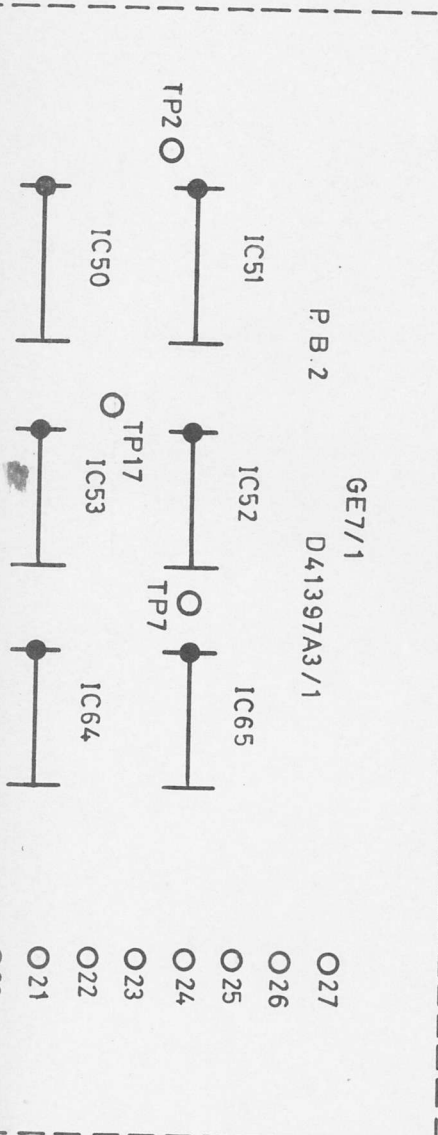 GE7/1
P. B. 2
D41397A3/1
27
IC51
IC52
IC65
26
25
TP2
TP7
24
TP17
23
IC50
IC53
IC64
22
21